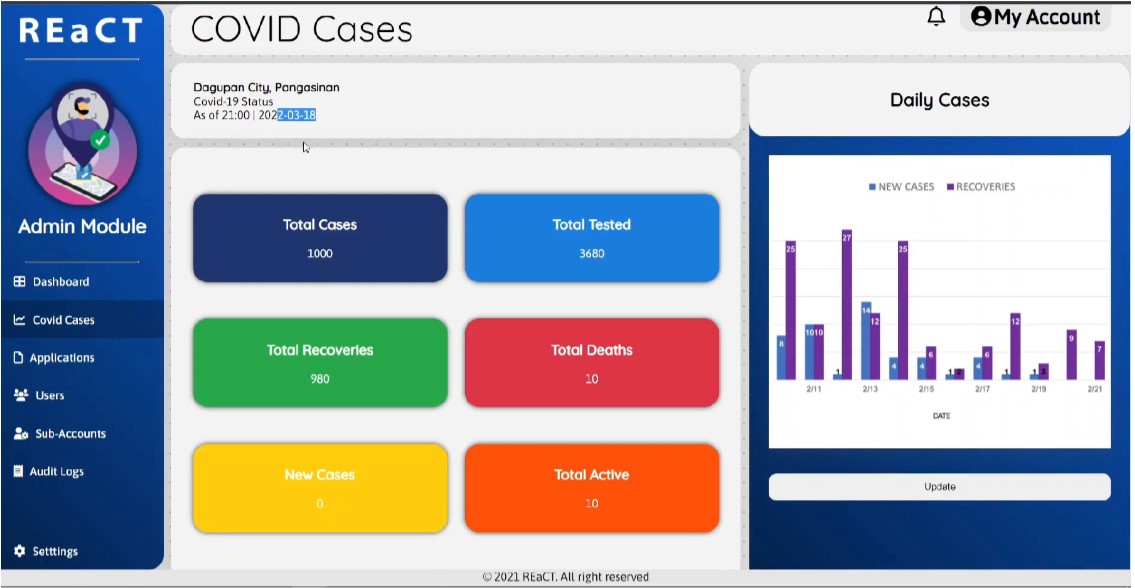 REaCT
Admin Module
Dashboard
Covid Cases
Applications
Users
Sub-Accounts
Audit Logs
Setttings
COVID Cases
My Account
Dagupan City, Pangasinan
Covid-19 Status
As of 21:00 | 2022-03-18
Total Cases
1000
Total Tested
3680
Total Recoveries
980
Total Deaths
10
New Cases
0
Total Active
10
Daily Cases
NEW CASES RECOVERIES
8 25 10 10 1 27 14 12 4 25 4 6 1 2 4 6 1 12 1 3 9 7
2/11 2/13 2/15 2/17 2/19 2/21
DATE
Update
© 2021 REaCT. All right reserved